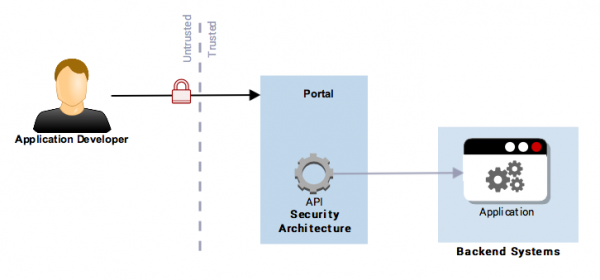 Untrusted
Trusted
Application Developer
Portal
API
Security
Architecture
Application
Backend Systems